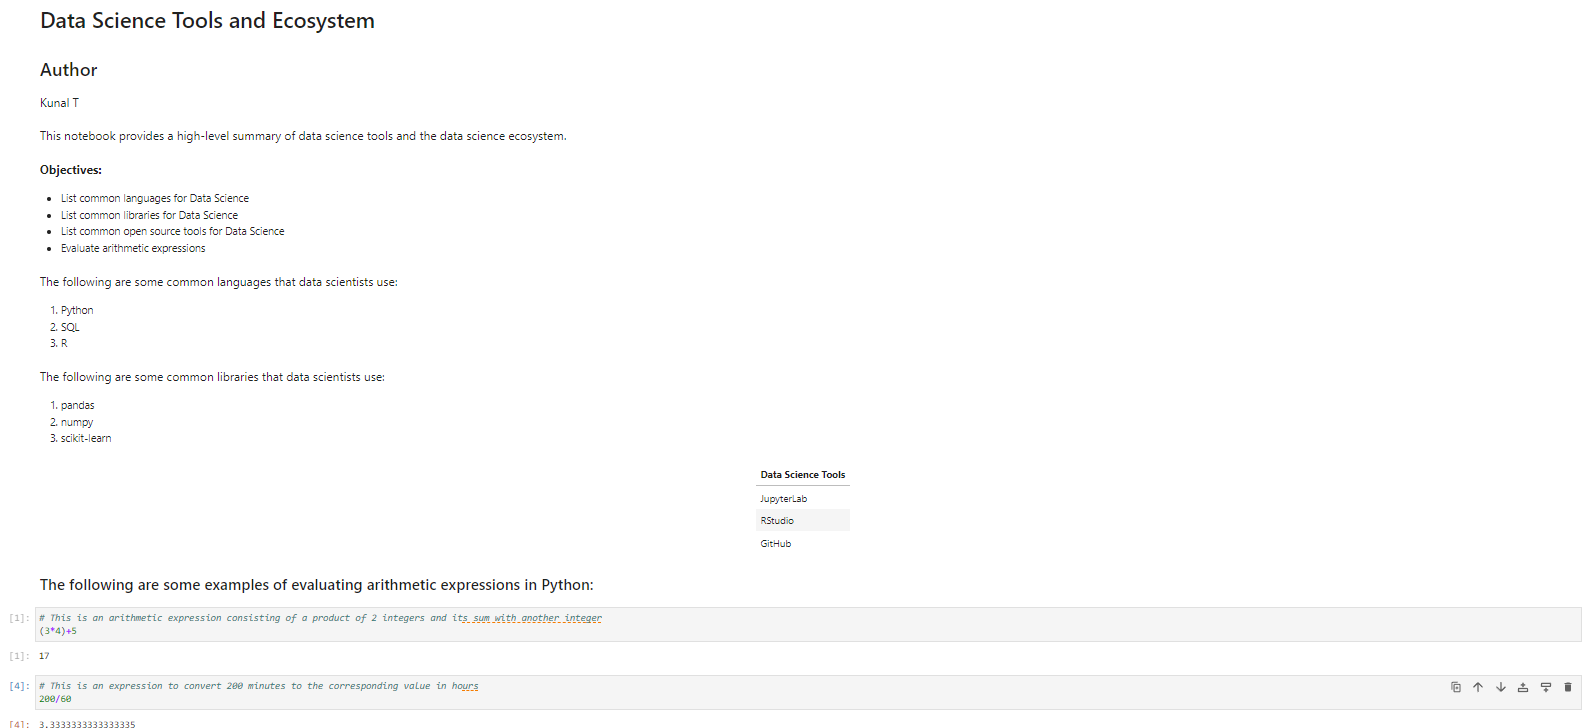 Data Science Tools and Ecosystem
Author
Kunal T
This notebook provides a high-level summary of data science tools and the data science ecosystem.
Objectives:
• List common languages for Data Science
• List common libraries for Data Science
• List common open source tools for Data Science
• Evaluate arithmetic expressions
The following are some common languages that data scientists use:
1. Python
2. SQL
3. R
The following are some common libraries that data scientists use:
1. pandas
2. numpy
3. scikit-learn
Data Science Tools
JupyterLab
RStudio
GitHub
The following are some examples of evaluating arithmetic expressions in Python:
[1]: # This is an arithmetic expression consisting of a product of 2 integers and its sum with another integer
(3*4)+5
[1]: 17
[4]: # This is an expression to convert 200 minutes to the corresponding value in hours
200/60
[4]: 3.3333333333333335